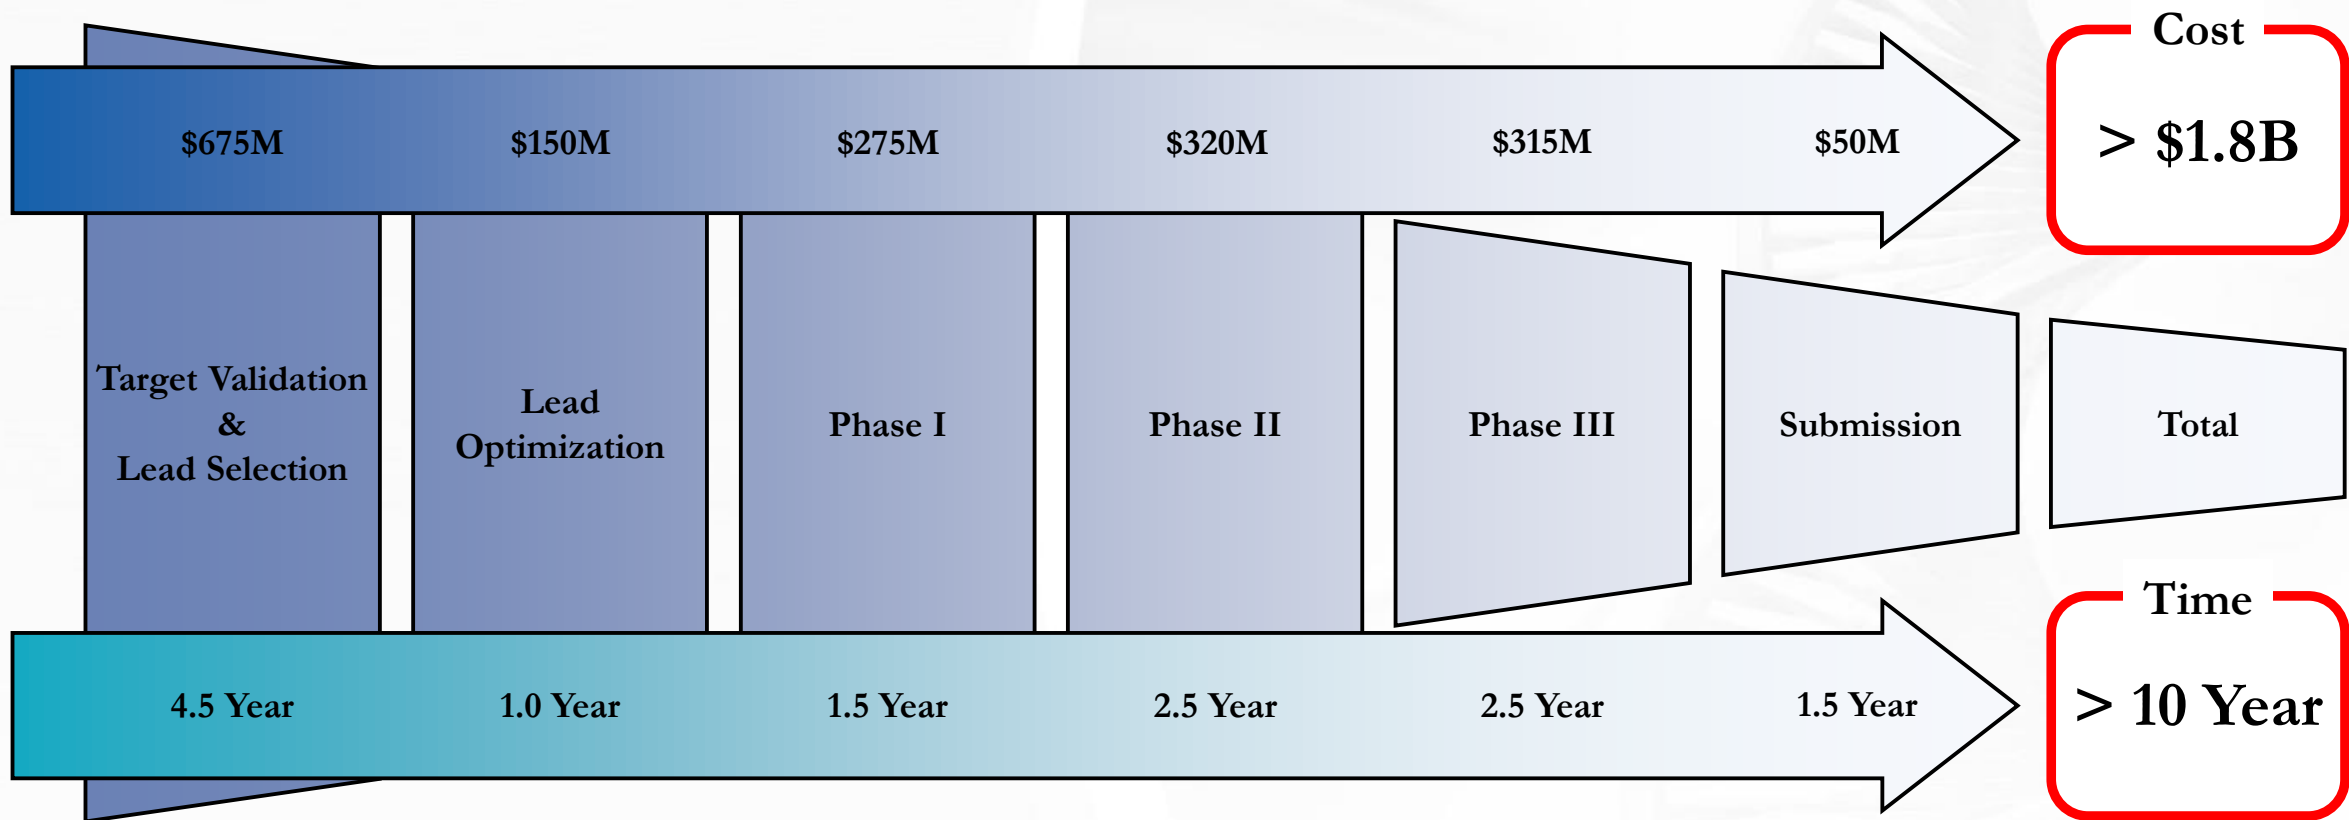 Cost
$675M
$150M
$275M
$320M
$315M
$50M
> $1.8B
Target Validation
&
Lead Selection
Lead
Optimization
Phase I
Phase II
Phase III
Submission
Total
Time
4.5 Year
1.0 Year
1.5 Year
2.5 Year
2.5 Year
1.5 Year
> 10 Year